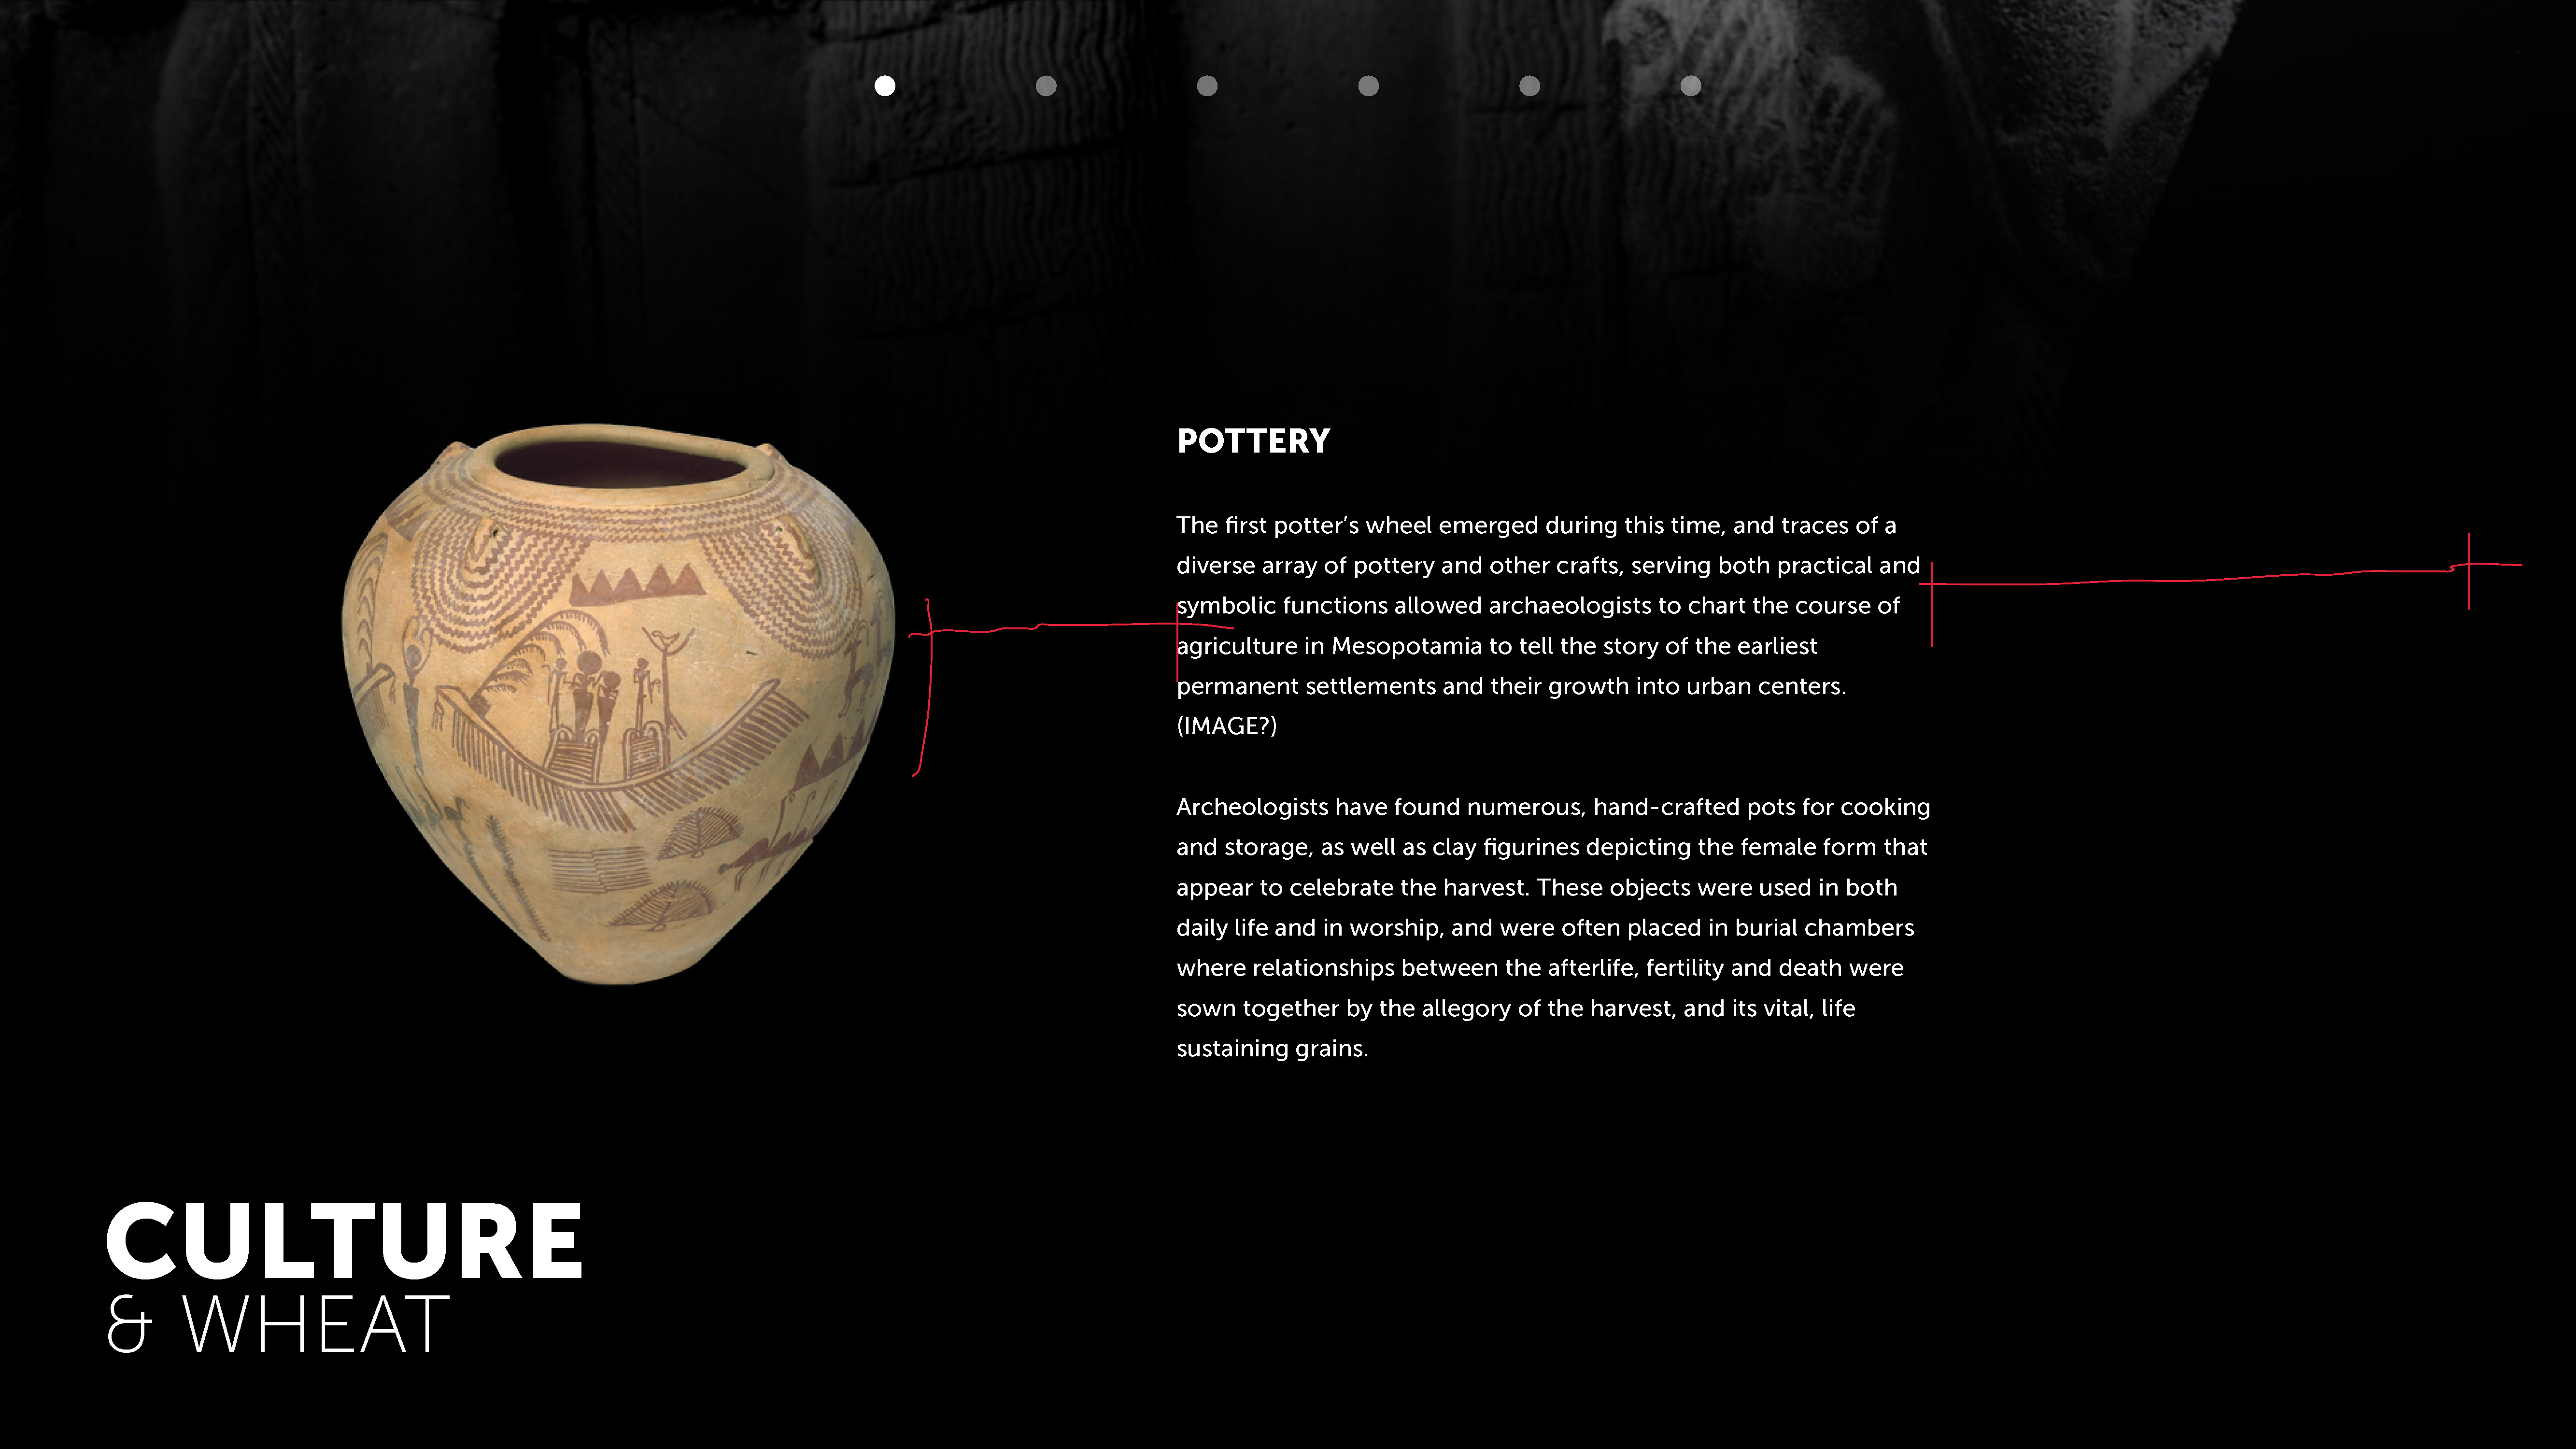 POTTERY
The first potter’s wheel emerged during this time, and traces of a
diverse array of pottery and other crafts, serving both practical and
symbolic functions allowed archaeologists to chart the course of
agriculture in Mesopotamia to tell the story of the earliest
permanent settlements and their growth into urban centers.
(IMAGE?)
Archeologists have found numerous, hand-crafted pots for cooking
and storage, as well as clay figurines depicting the female form that
appear to celebrate the harvest. These objects were used in both
daily life and in worship, and were often placed in burial chambers
where relationships between the afterlife, fertility and death were
sown together by the allegory of the harvest, and its vital, life
sustaining grains.
CULTURE
& WHEAT